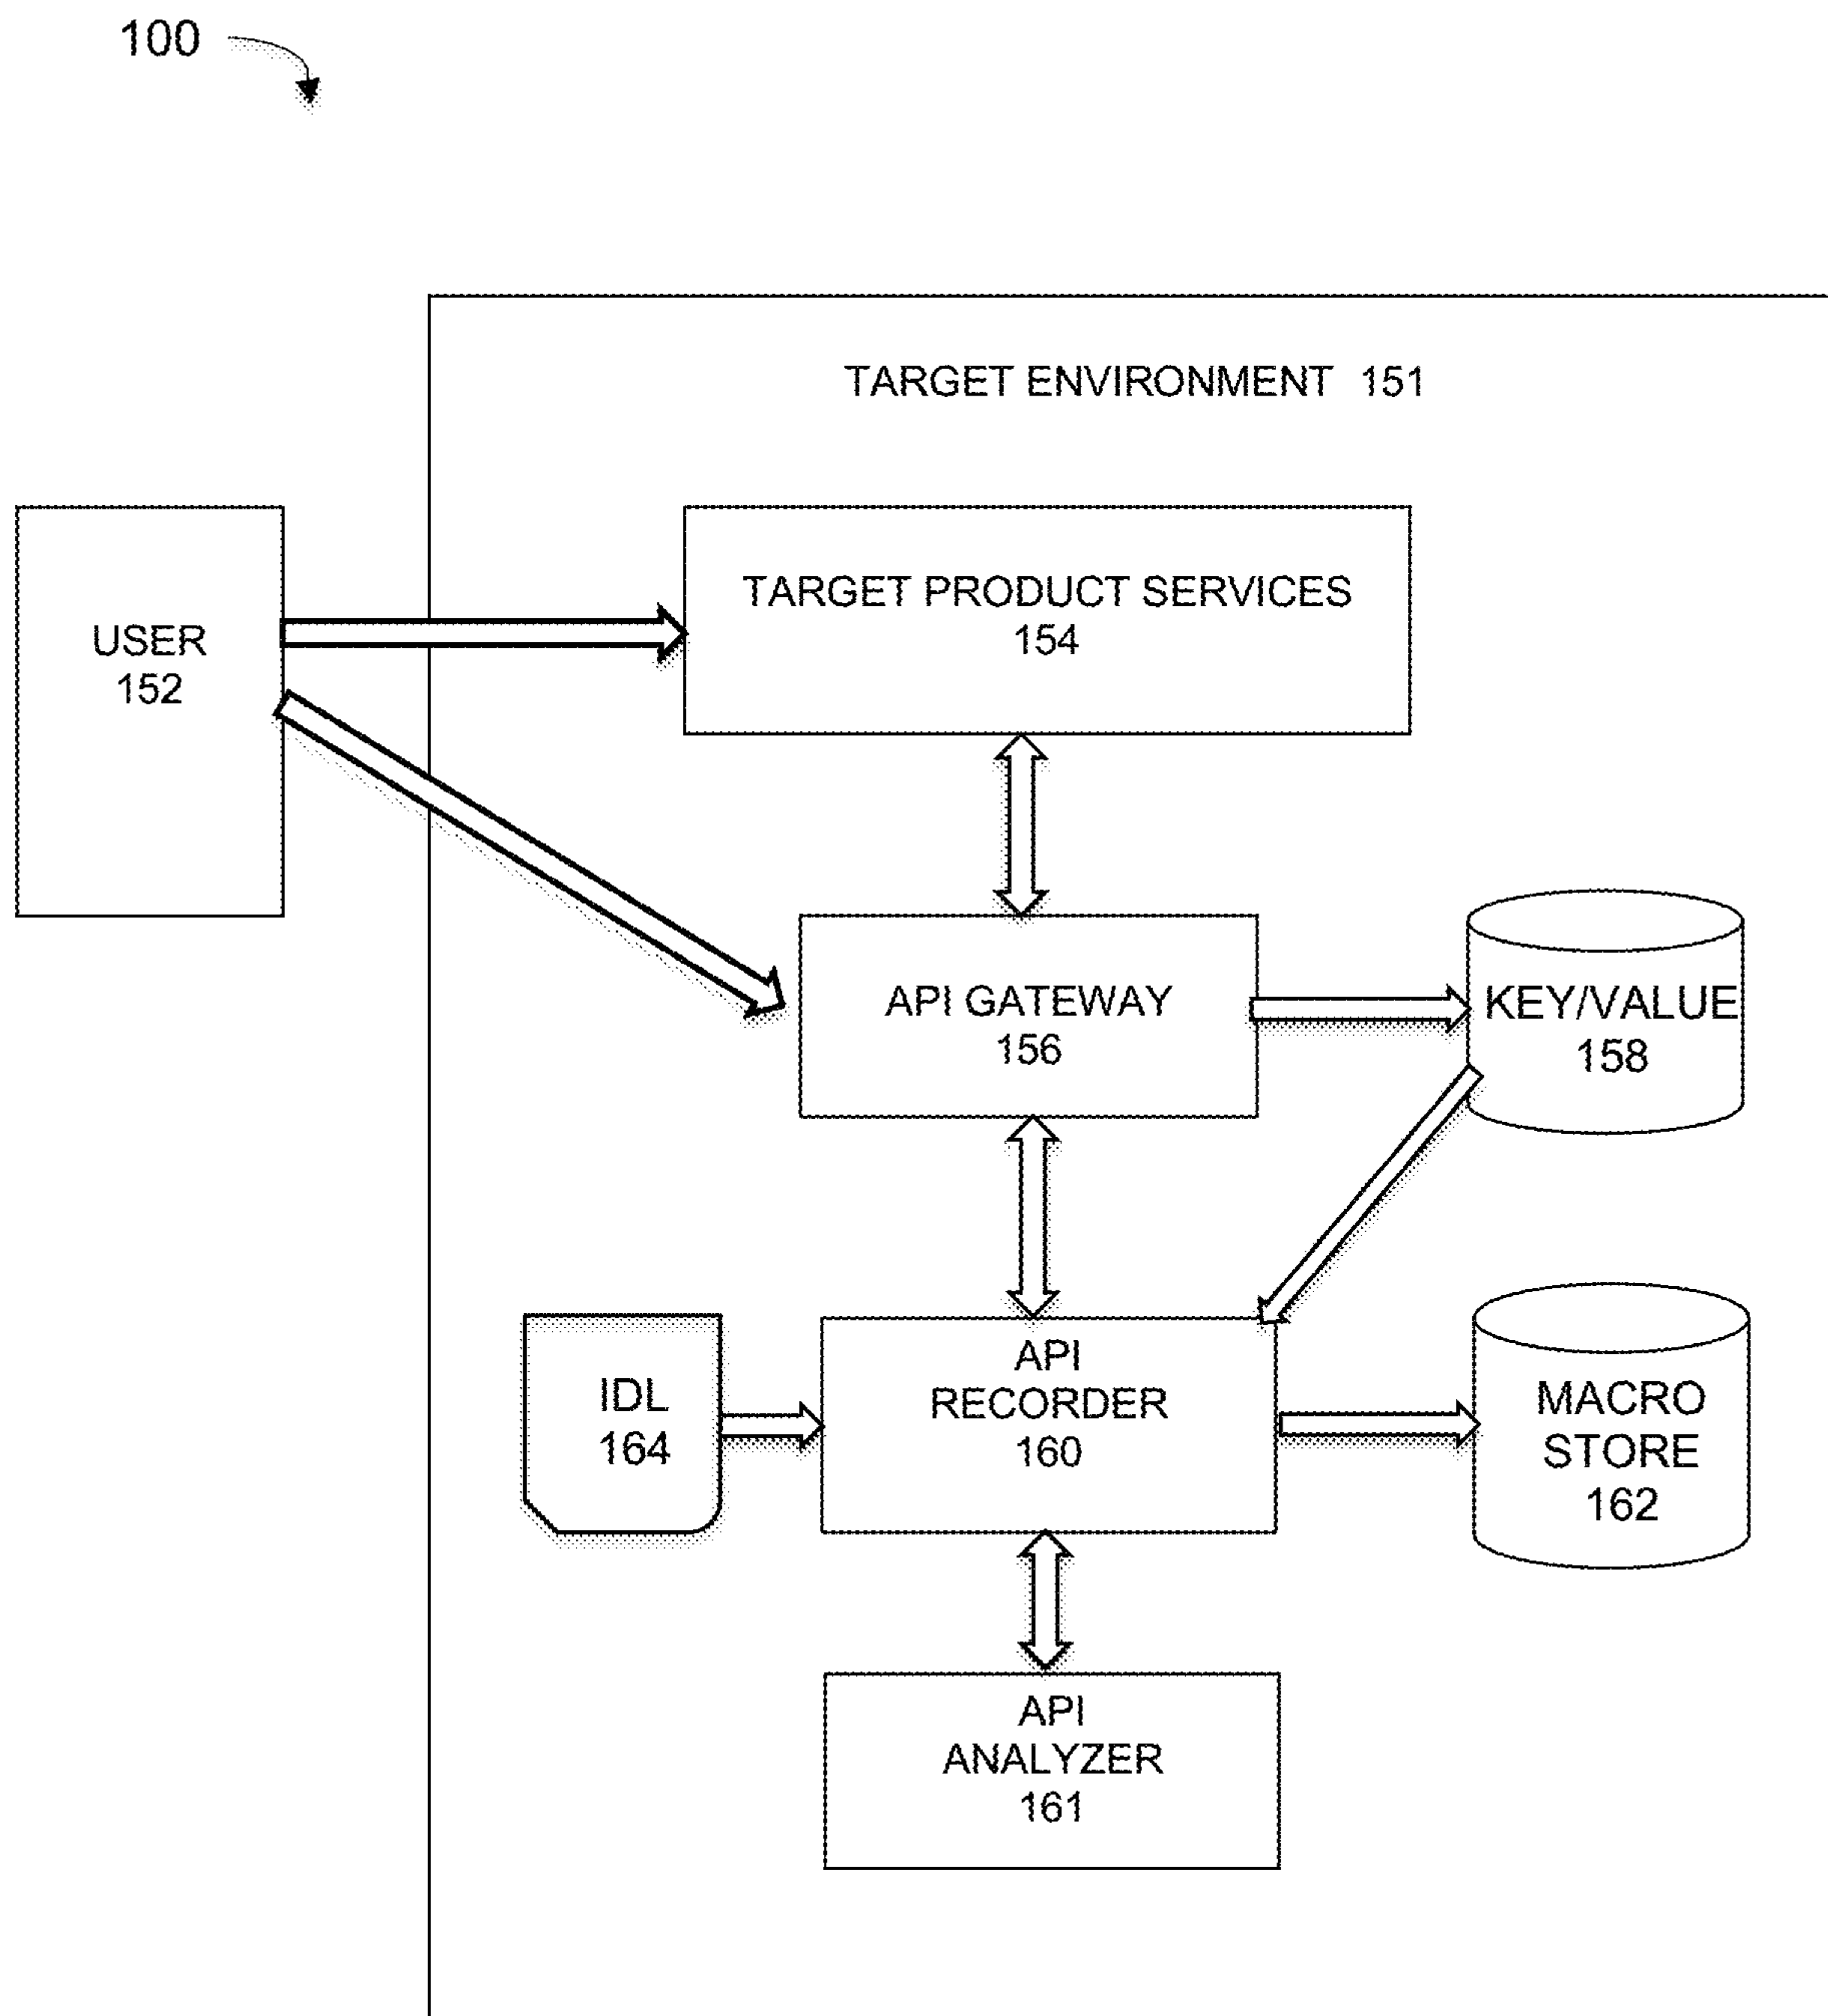 100
TARGET ENVIRONMENT 151
TARGET PRODUCT SERVICES
154
USER
152
API GATEWAY
156
KEY/VALUE
158
IDL
164
API
RECORDER
160
MACRO
STORE
162
API
ANALYZER
161